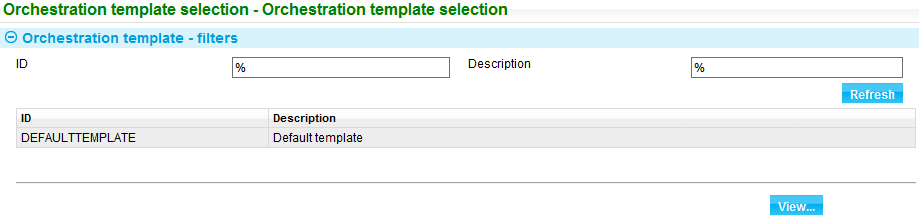 Orchestration template selection - Orchestration template selection
Orchestration template - filters
ID % Description %
Refresh
ID Description
DEFAULTTEMPLATE Default template
View...